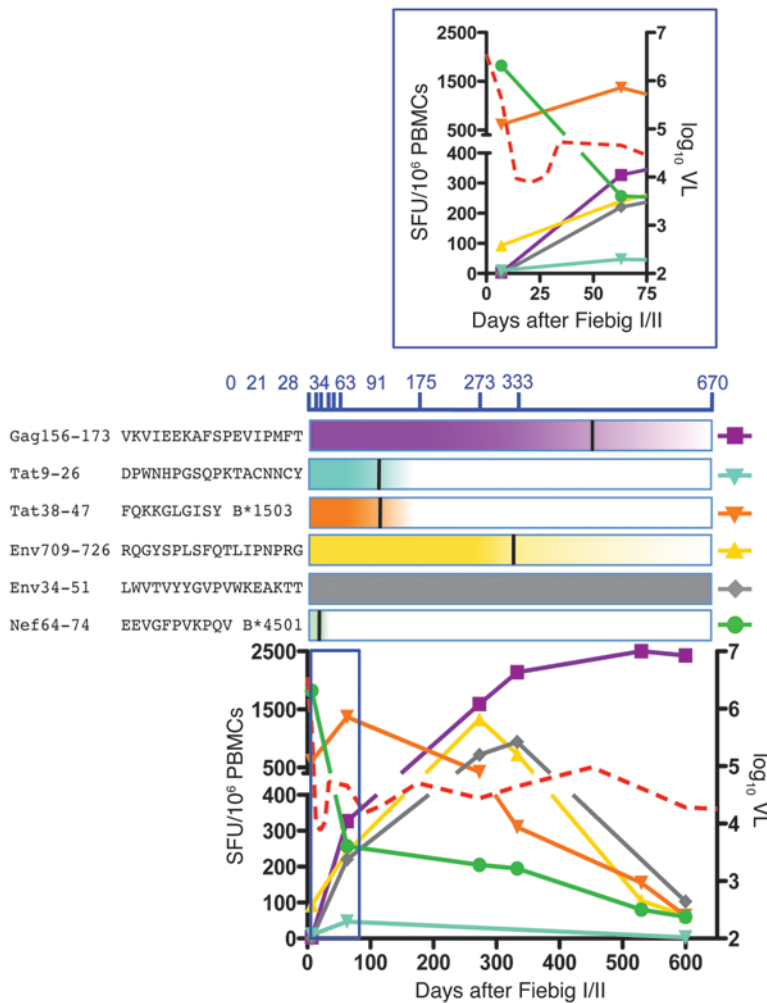 2500
1500
500
400
300
200
100
0
SFU/10⁶ PBMCs
7
6
5
4
3
2
log₁₀ VL
0 25 50 75
Days after Fiebig I/II
0 21 28 34 63 91 175 273 333 670
Gag156-173 VKVIEEKAFSPEVIPMFT
Tat9-26 DPWNHPGSQPKTACNNCY
Tat38-47 FQKKGLGISY B*1503
Env709-726 RQGYSPLSFQTLIPNPRG
Env34-51 LWVTVYYGVPVWKEAKTT
Nef64-74 EEVGFPVKPQV B*4501
2500
1500
500
400
300
200
100
0
SFU/10⁶ PBMCs
7
6
5
4
3
2
log₁₀ VL
0 100 200 300 400 500 600
Days after Fiebig I/II